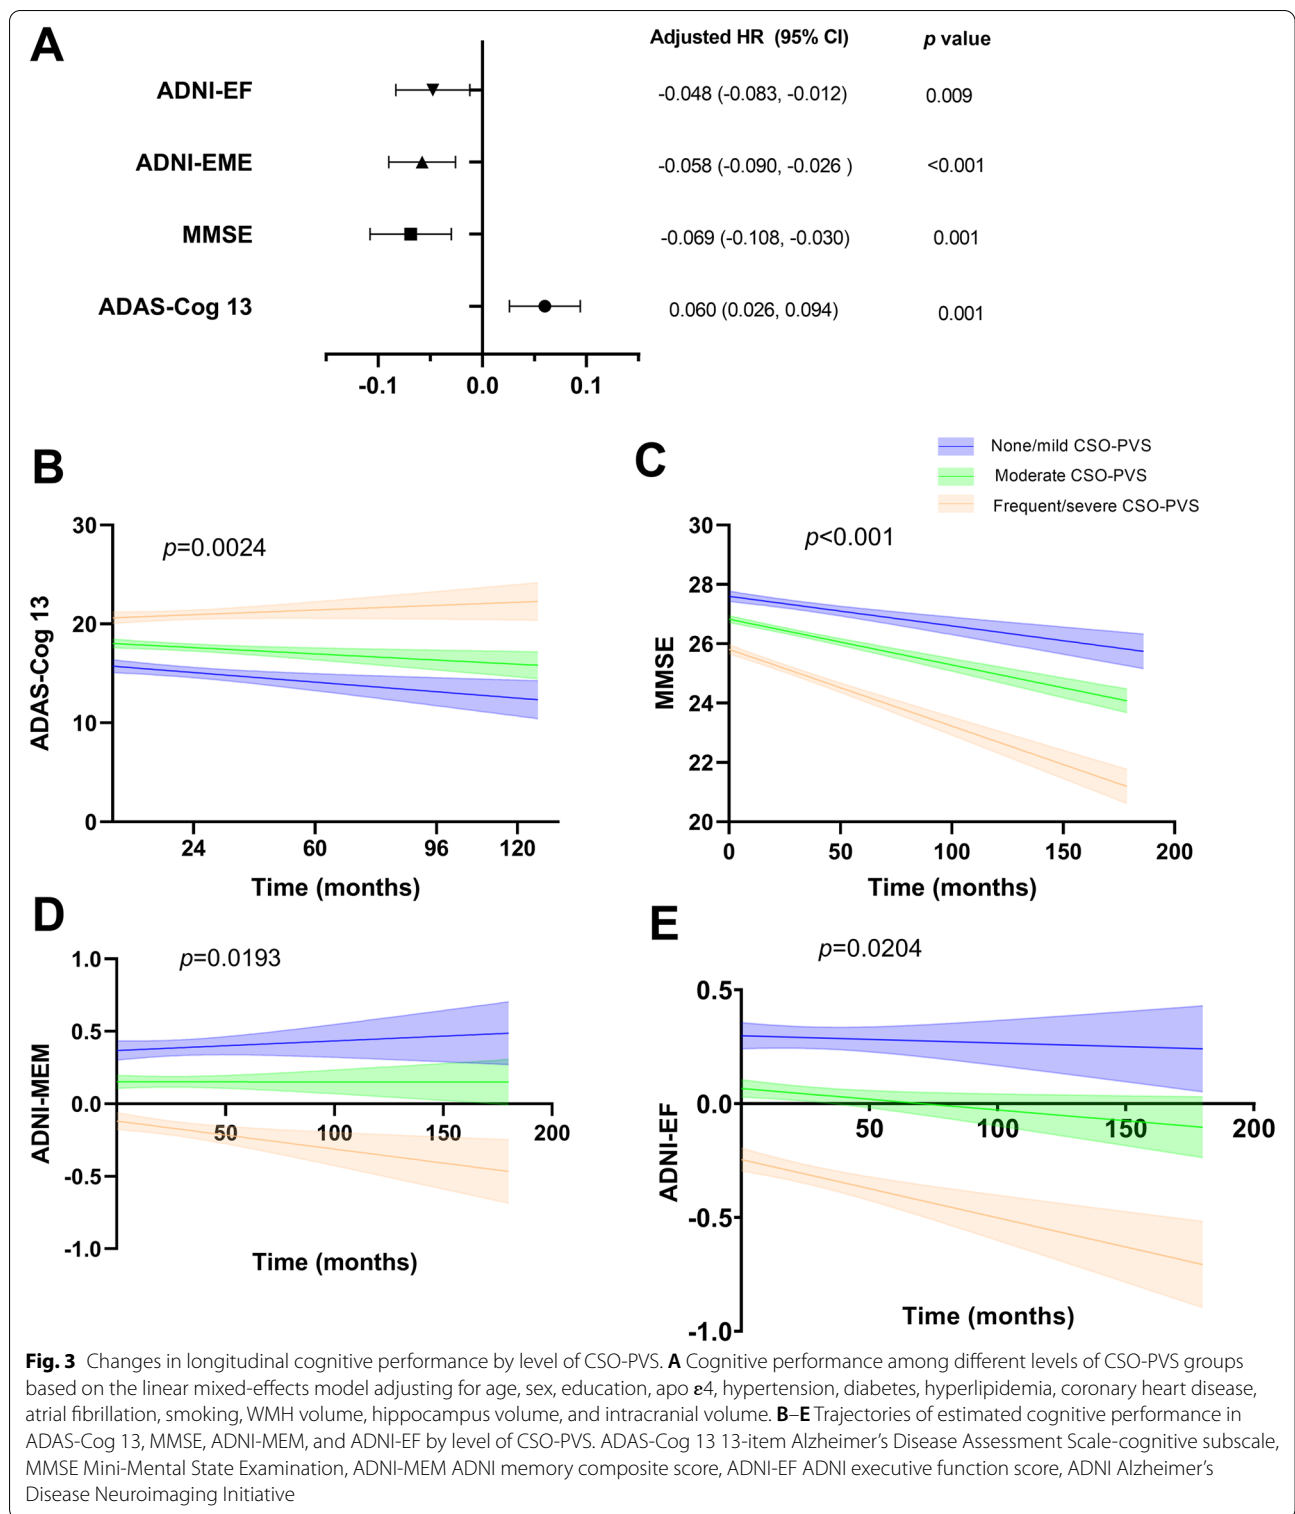 A
Adjusted HR (95% CI) p value
ADNI-EF -0.048 (-0.083, -0.012) 0.009
ADNI-EME -0.058 (-0.090, -0.026 ) <0.001
MMSE -0.069 (-0.108, -0.030) 0.001
ADAS-Cog 13 0.060 (0.026, 0.094) 0.001
-0.1 0.0 0.1
None/mild CSO-PVS
Moderate CSO-PVS
Frequent/severe CSO-PVS
B
p=0.0024
ADAS-Cog 13
30
20
10
0
24 60 96 120
Time (months)
C
p<0.001
MMSE
30
28
26
24
22
20
0 50 100 150 200
Time (months)
D
p=0.0193
ADNI-MEM
1.0
0.5
0.0
-0.5
-1.0
50 100 150 200
Time (months)
E
p=0.0204
ADNI-EF
0.5
0.0
-0.5
-1.0
50 100 150 200
Time (months)
Fig. 3 Changes in longitudinal cognitive performance by level of CSO-PVS. A Cognitive performance among different levels of CSO-PVS groups
based on the linear mixed-effects model adjusting for age, sex, education, apo ε4, hypertension, diabetes, hyperlipidemia, coronary heart disease,
atrial fibrillation, smoking, WMH volume, hippocampus volume, and intracranial volume. B–E Trajectories of estimated cognitive performance in
ADAS-Cog 13, MMSE, ADNI-MEM, and ADNI-EF by level of CSO-PVS. ADAS-Cog 13 13-item Alzheimer's Disease Assessment Scale-cognitive subscale,
MMSE Mini-Mental State Examination, ADNI-MEM ADNI memory composite score, ADNI-EF ADNI executive function score, ADNI Alzheimer's
Disease Neuroimaging Initiative